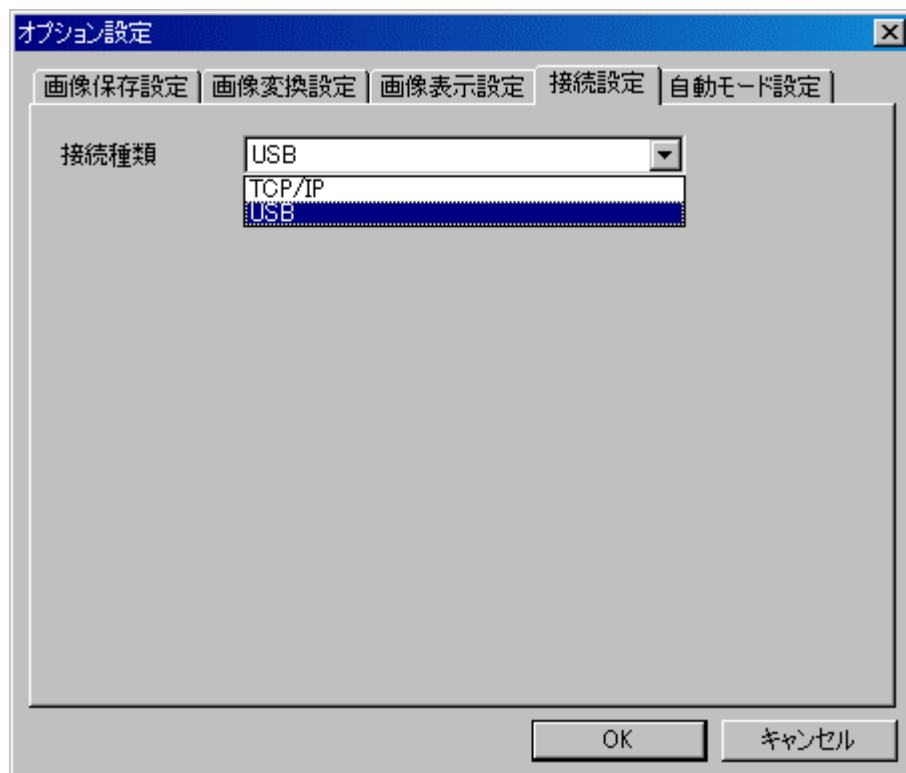 オプション設定
画像保存設定 画像変換設定 画像表示設定 接続設定 自動モード設定
接続種類 USB
TCP/IP
USB
OK キャンセル